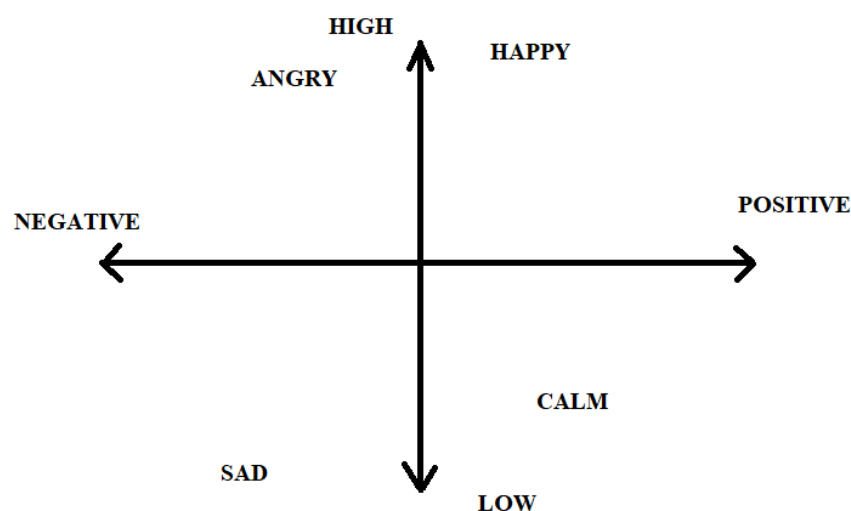 HIGH
HAPPY
ANGRY
POSITIVE
NEGATIVE
CALM
SAD
LOW